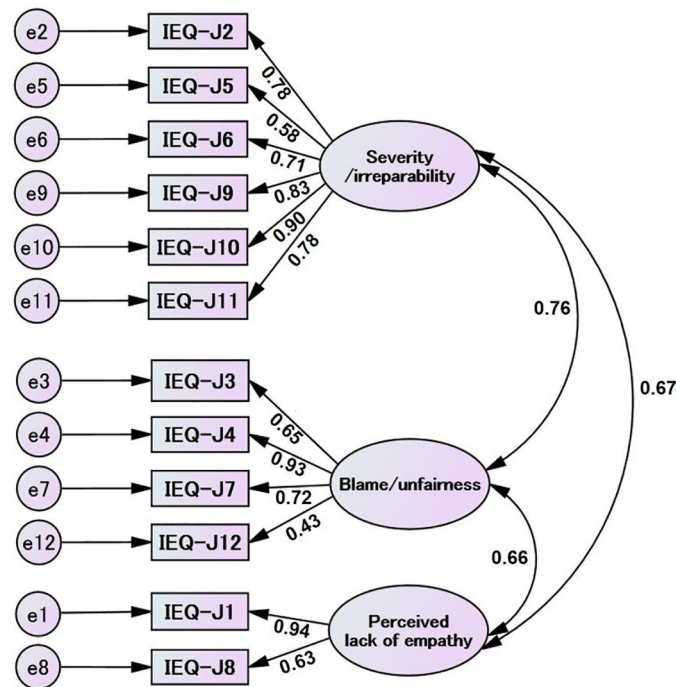 e2
IEQ-J2
0.78
e5
IEQ-J5
0.58
e6
IEQ-J6
0.71
e9
IEQ-J9
0.83
e10
IEQ-J10
0.90
e11
IEQ-J11
0.78
Severity
/irreparability
0.76
0.67
e3
IEQ-J3
0.65
e4
IEQ-J4
0.93
e7
IEQ-J7
0.72
e12
IEQ-J12
0.43
Blame/unfairness
0.66
e1
IEQ-J1
0.94
e8
IEQ-J8
0.63
Perceived
lack of empathy